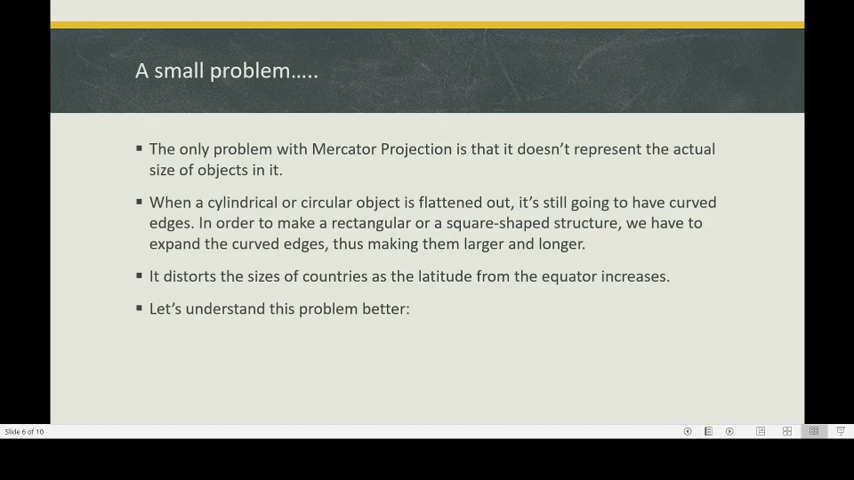 A small problem…..
▪ The only problem with Mercator Projection is that it doesn’t represent the actual
size of objects in it.
▪ When a cylindrical or circular object is flattened out, it’s still going to have curved
edges. In order to make a rectangular or a square-shaped structure, we have to
expand the curved edges, thus making them larger and longer.
▪ It distorts the sizes of countries as the latitude from the equator increases.
▪ Let’s understand this problem better:
Slide 6 of 10